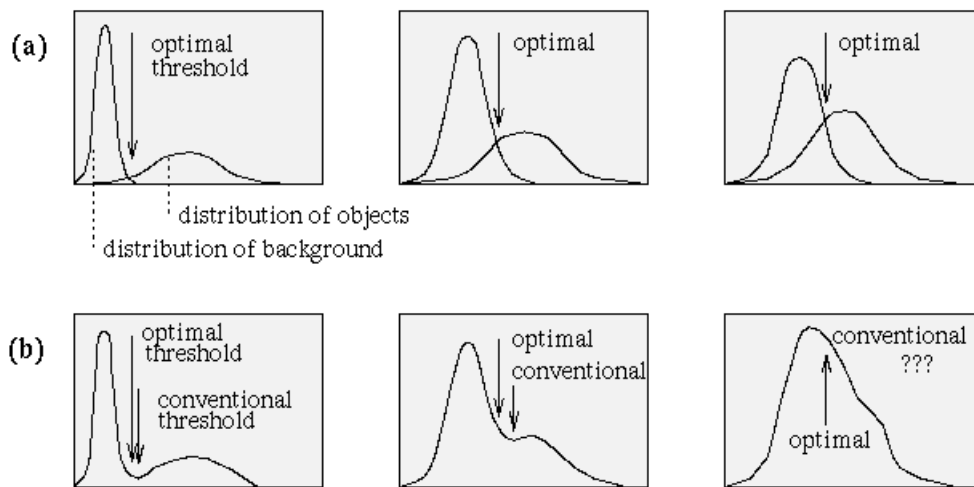 (a)
optimal
threshold
optimal
optimal
distribution of objects
distribution of background
(b)
optimal
threshold
conventional
threshold
optimal
conventional
conventional
???
optimal